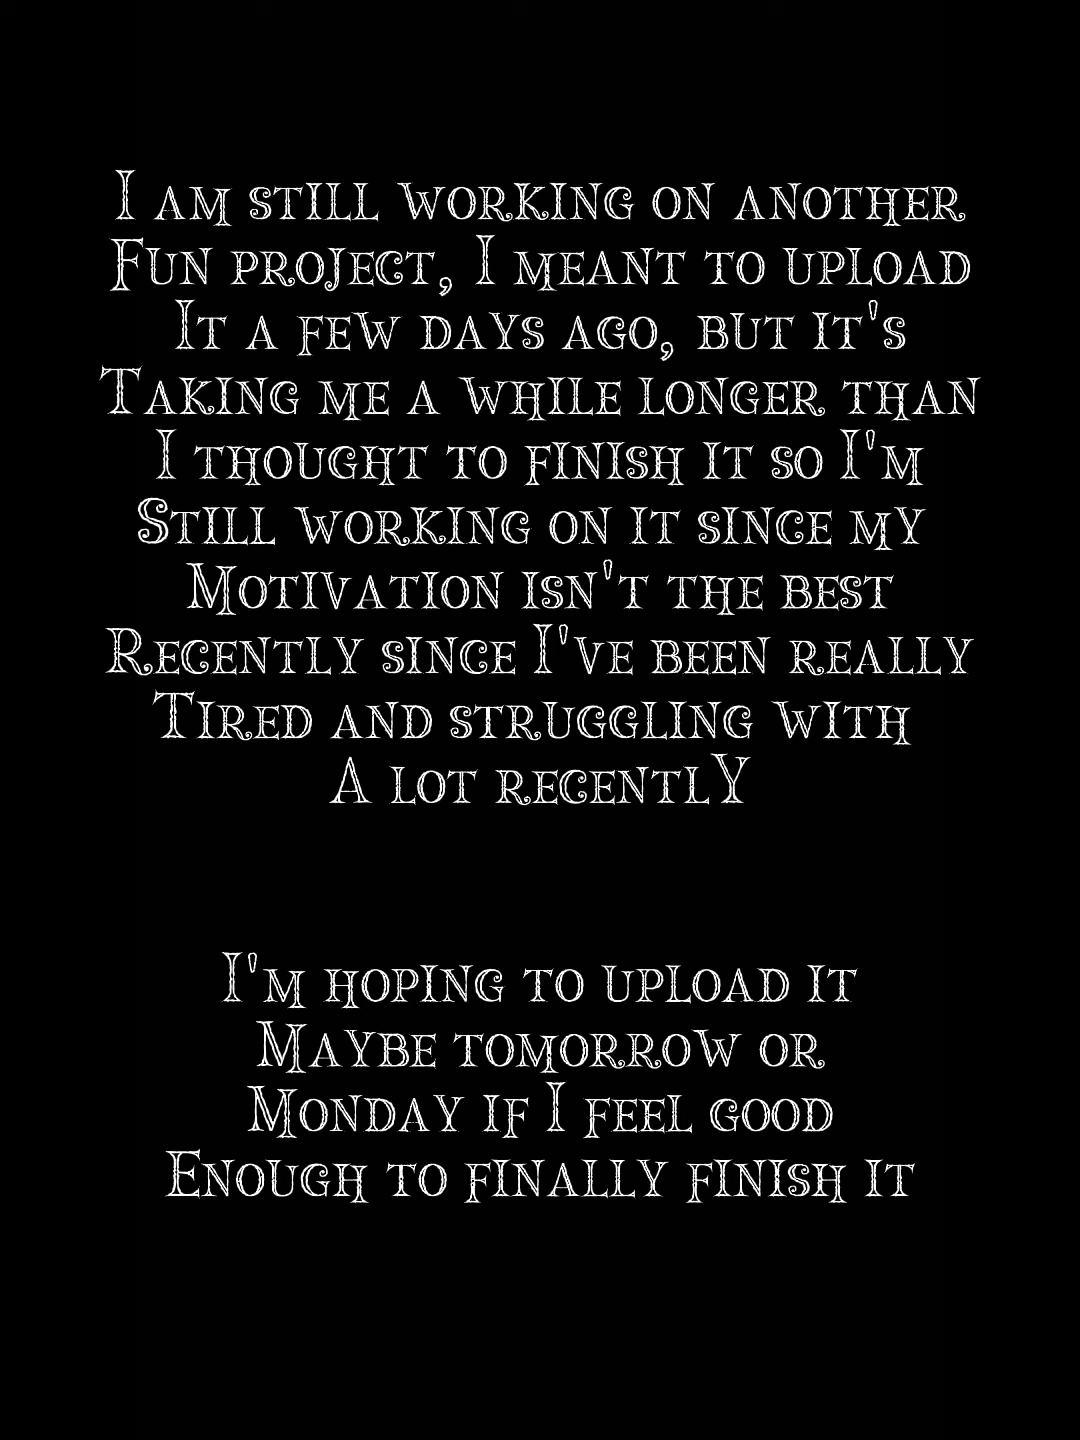 I am still working on another
Fun project, I meant to upload
It a few days ago, but it's
Taking me a while longer than
I thought to finish it so I'm
Still working on it since my
Motivation isn't the best
Recently since I've been really
Tired and struggling with
A lot recentlY
I'm hoping to upload it
Maybe tomorrow or
Monday if I feel good
Enough to finally finish it